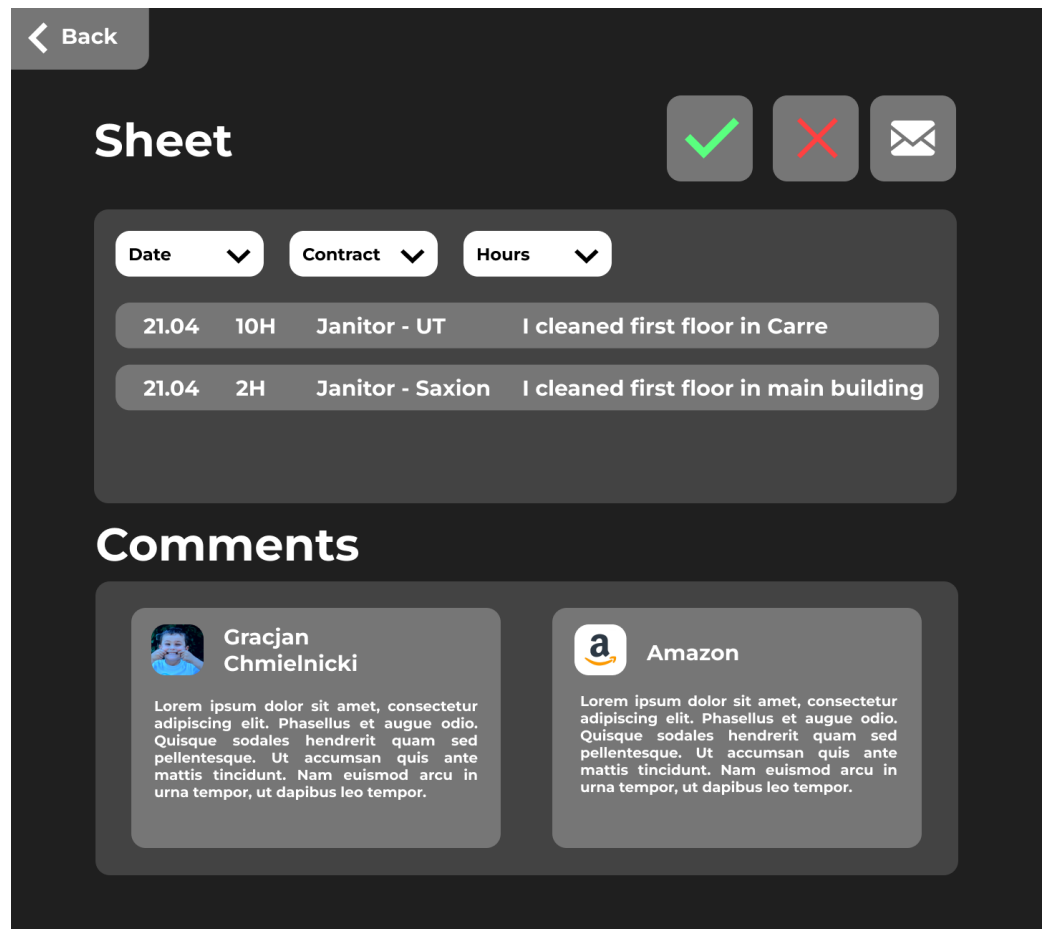 Back
Sheet
Date Contract Hours
21.04 10H Janitor - UT I cleaned first floor in Carre
21.04 2H Janitor - Saxion I cleaned first floor in main building
Comments
Gracjan
Chmielnicki
Lorem ipsum dolor sit amet, consectetur
adipiscing elit. Phasellus et augue odio.
Quisque sodales hendrerit quam sed
pellentesque. Ut accumsan quis ante
mattis tincidunt. Nam euismod arcu in
urna tempor, ut dapibus leo tempor.
a
Amazon
Lorem ipsum dolor sit amet, consectetur
adipiscing elit. Phasellus et augue odio.
Quisque sodales hendrerit quam sed
pellentesque. Ut accumsan quis ante
mattis tincidunt. Nam euismod arcu in
urna tempor, ut dapibus leo tempor.